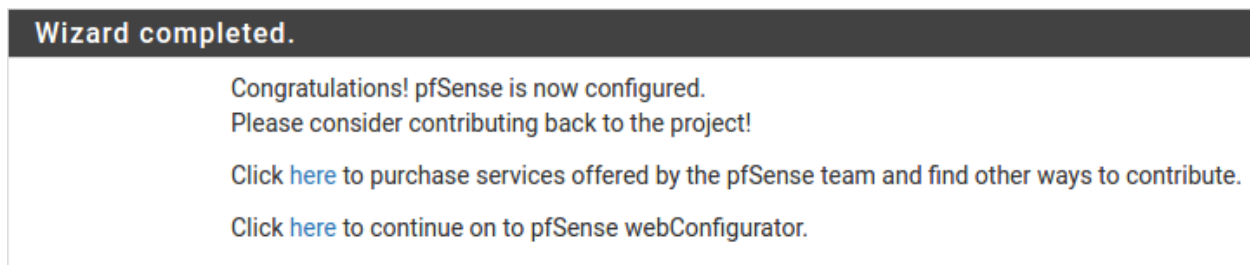 Wizard completed.
Congratulations! pfSense is now configured.
Please consider contributing back to the project!
Click here to purchase services offered by the pfSense team and find other ways to contribute.
Click here to continue on to pfSense webConfigurator.